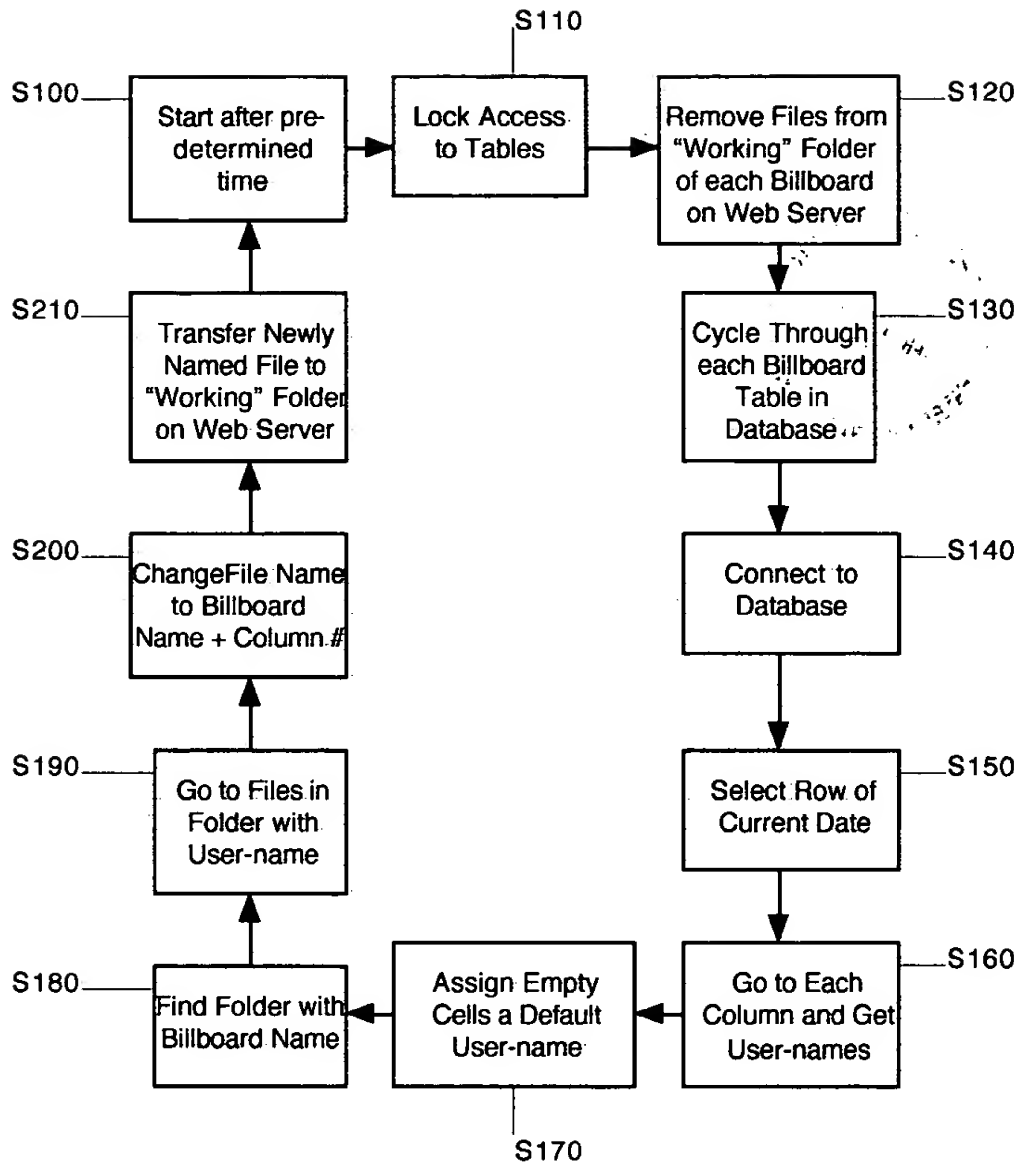 S110
S100
Start after pre-
determined
time
Lock Access
to Tables
Remove Files from
“Working” Folder
of each Billboard
on Web Server
S120
S210
Transfer Newly
Named File to
“Working” Folder
on Web Server
Cycle Through
each Billboard
Table in
Database
S130
S200
ChangeFile Name
to Billboard
Name + Column #
Connect to
Database
S140
S190
Go to Files in
Folder with
User-name
Select Row of
Current Date
S150
S180
Find Folder with
Billboard Name
Assign Empty
Cells a Default
User-name
Go to Each
Column and Get
User-names
S160
S170